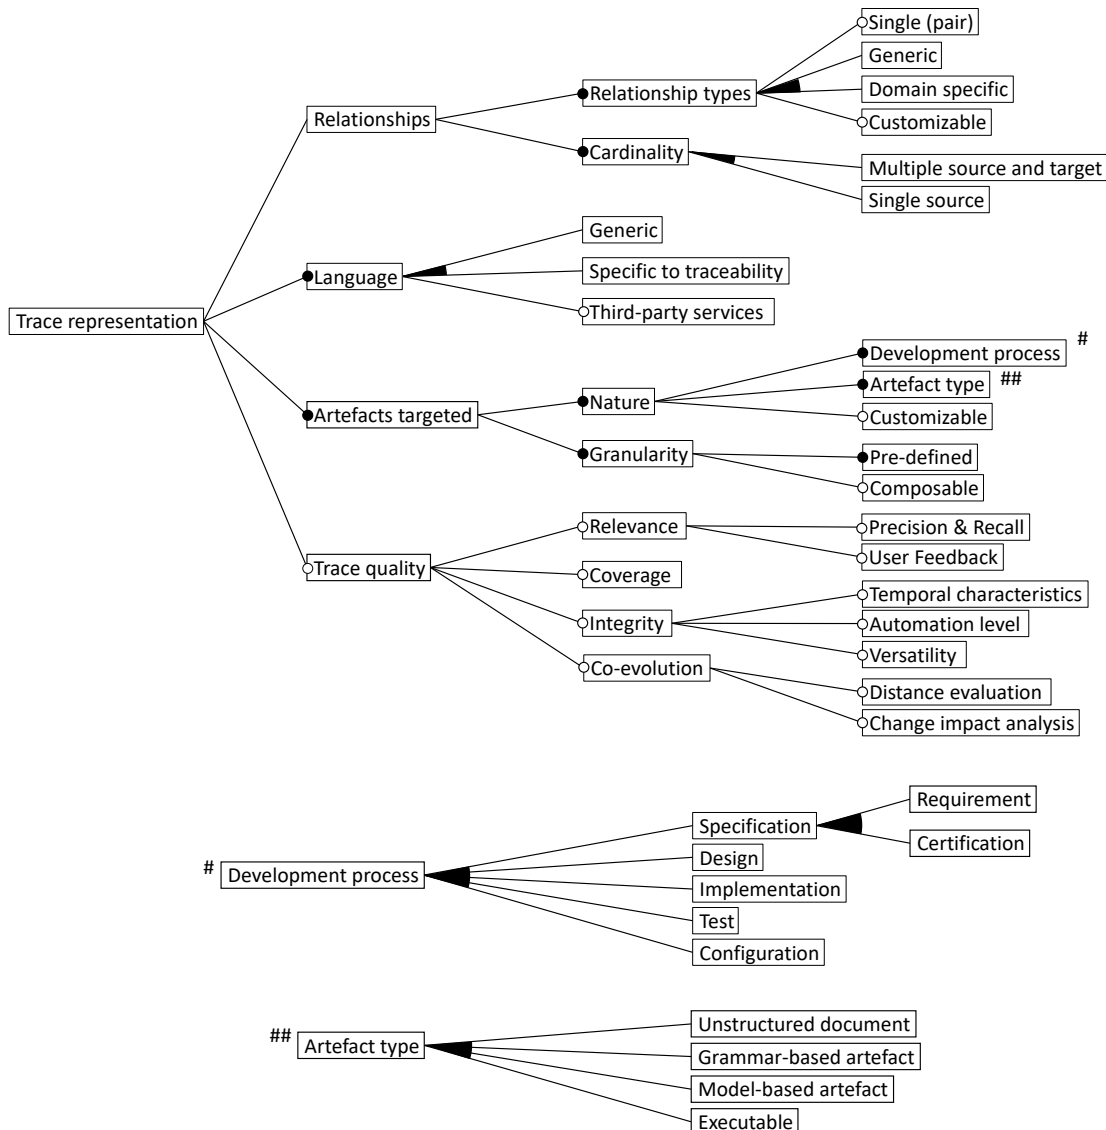 Single (pair)
Generic
Relationship types
Domain specific
Relationships
Customizable
Cardinality
Multiple source and target
Single source
Generic
Language
Specific to traceability
Third-party services
Trace representation
Development process #
Artefact type ##
Nature
Artefacts targeted
Customizable
Granularity
Pre-defined
Composable
Relevance
Precision & Recall
User Feedback
Trace quality
Coverage
Temporal characteristics
Integrity
Automation level
Versatility
Co-evolution
Distance evaluation
Change impact analysis
Requirement
Specification
Certification
Design
# Development process
Implementation
Test
Configuration
Unstructured document
## Artefact type
Grammar-based artefact
Model-based artefact
Executable